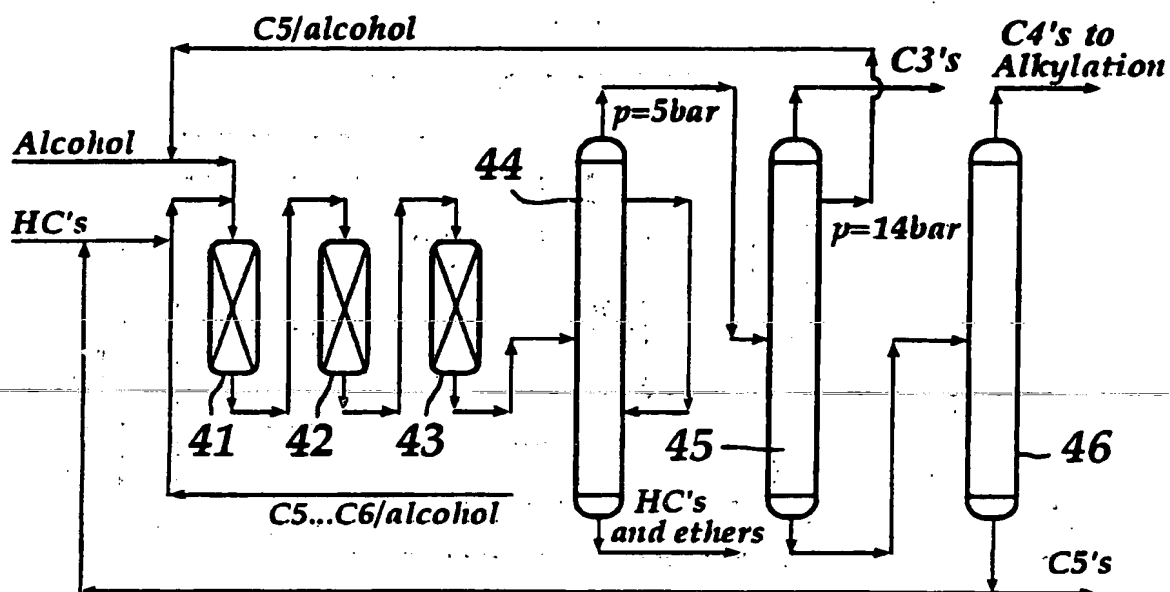 C5/alcohol
C4's to
Alkylation
C3's
p=5bar
Alcohol
44
HC's
p=14bar
41
42
43
45
46
C5...C6/alcohol
HC's
and ethers
C5's